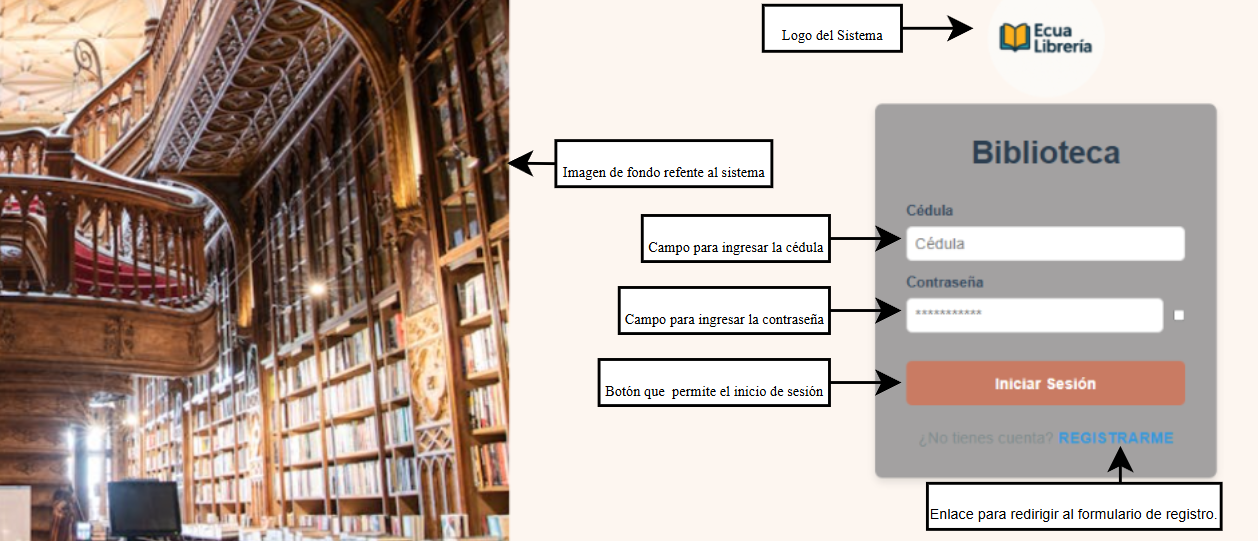 Logo del Sistema
Ecua
Librería
Biblioteca
Imagen de fondo refente al sistema
Cédula
Campo para ingresar la cédula
Cédula
Contraseña
Campo para ingresar la contraseña
***********
Botón que  permite el inicio de sesión
Iniciar Sesión
¿No tienes cuenta? REGISTRARME
Enlace para redirigir al formulario de registro.